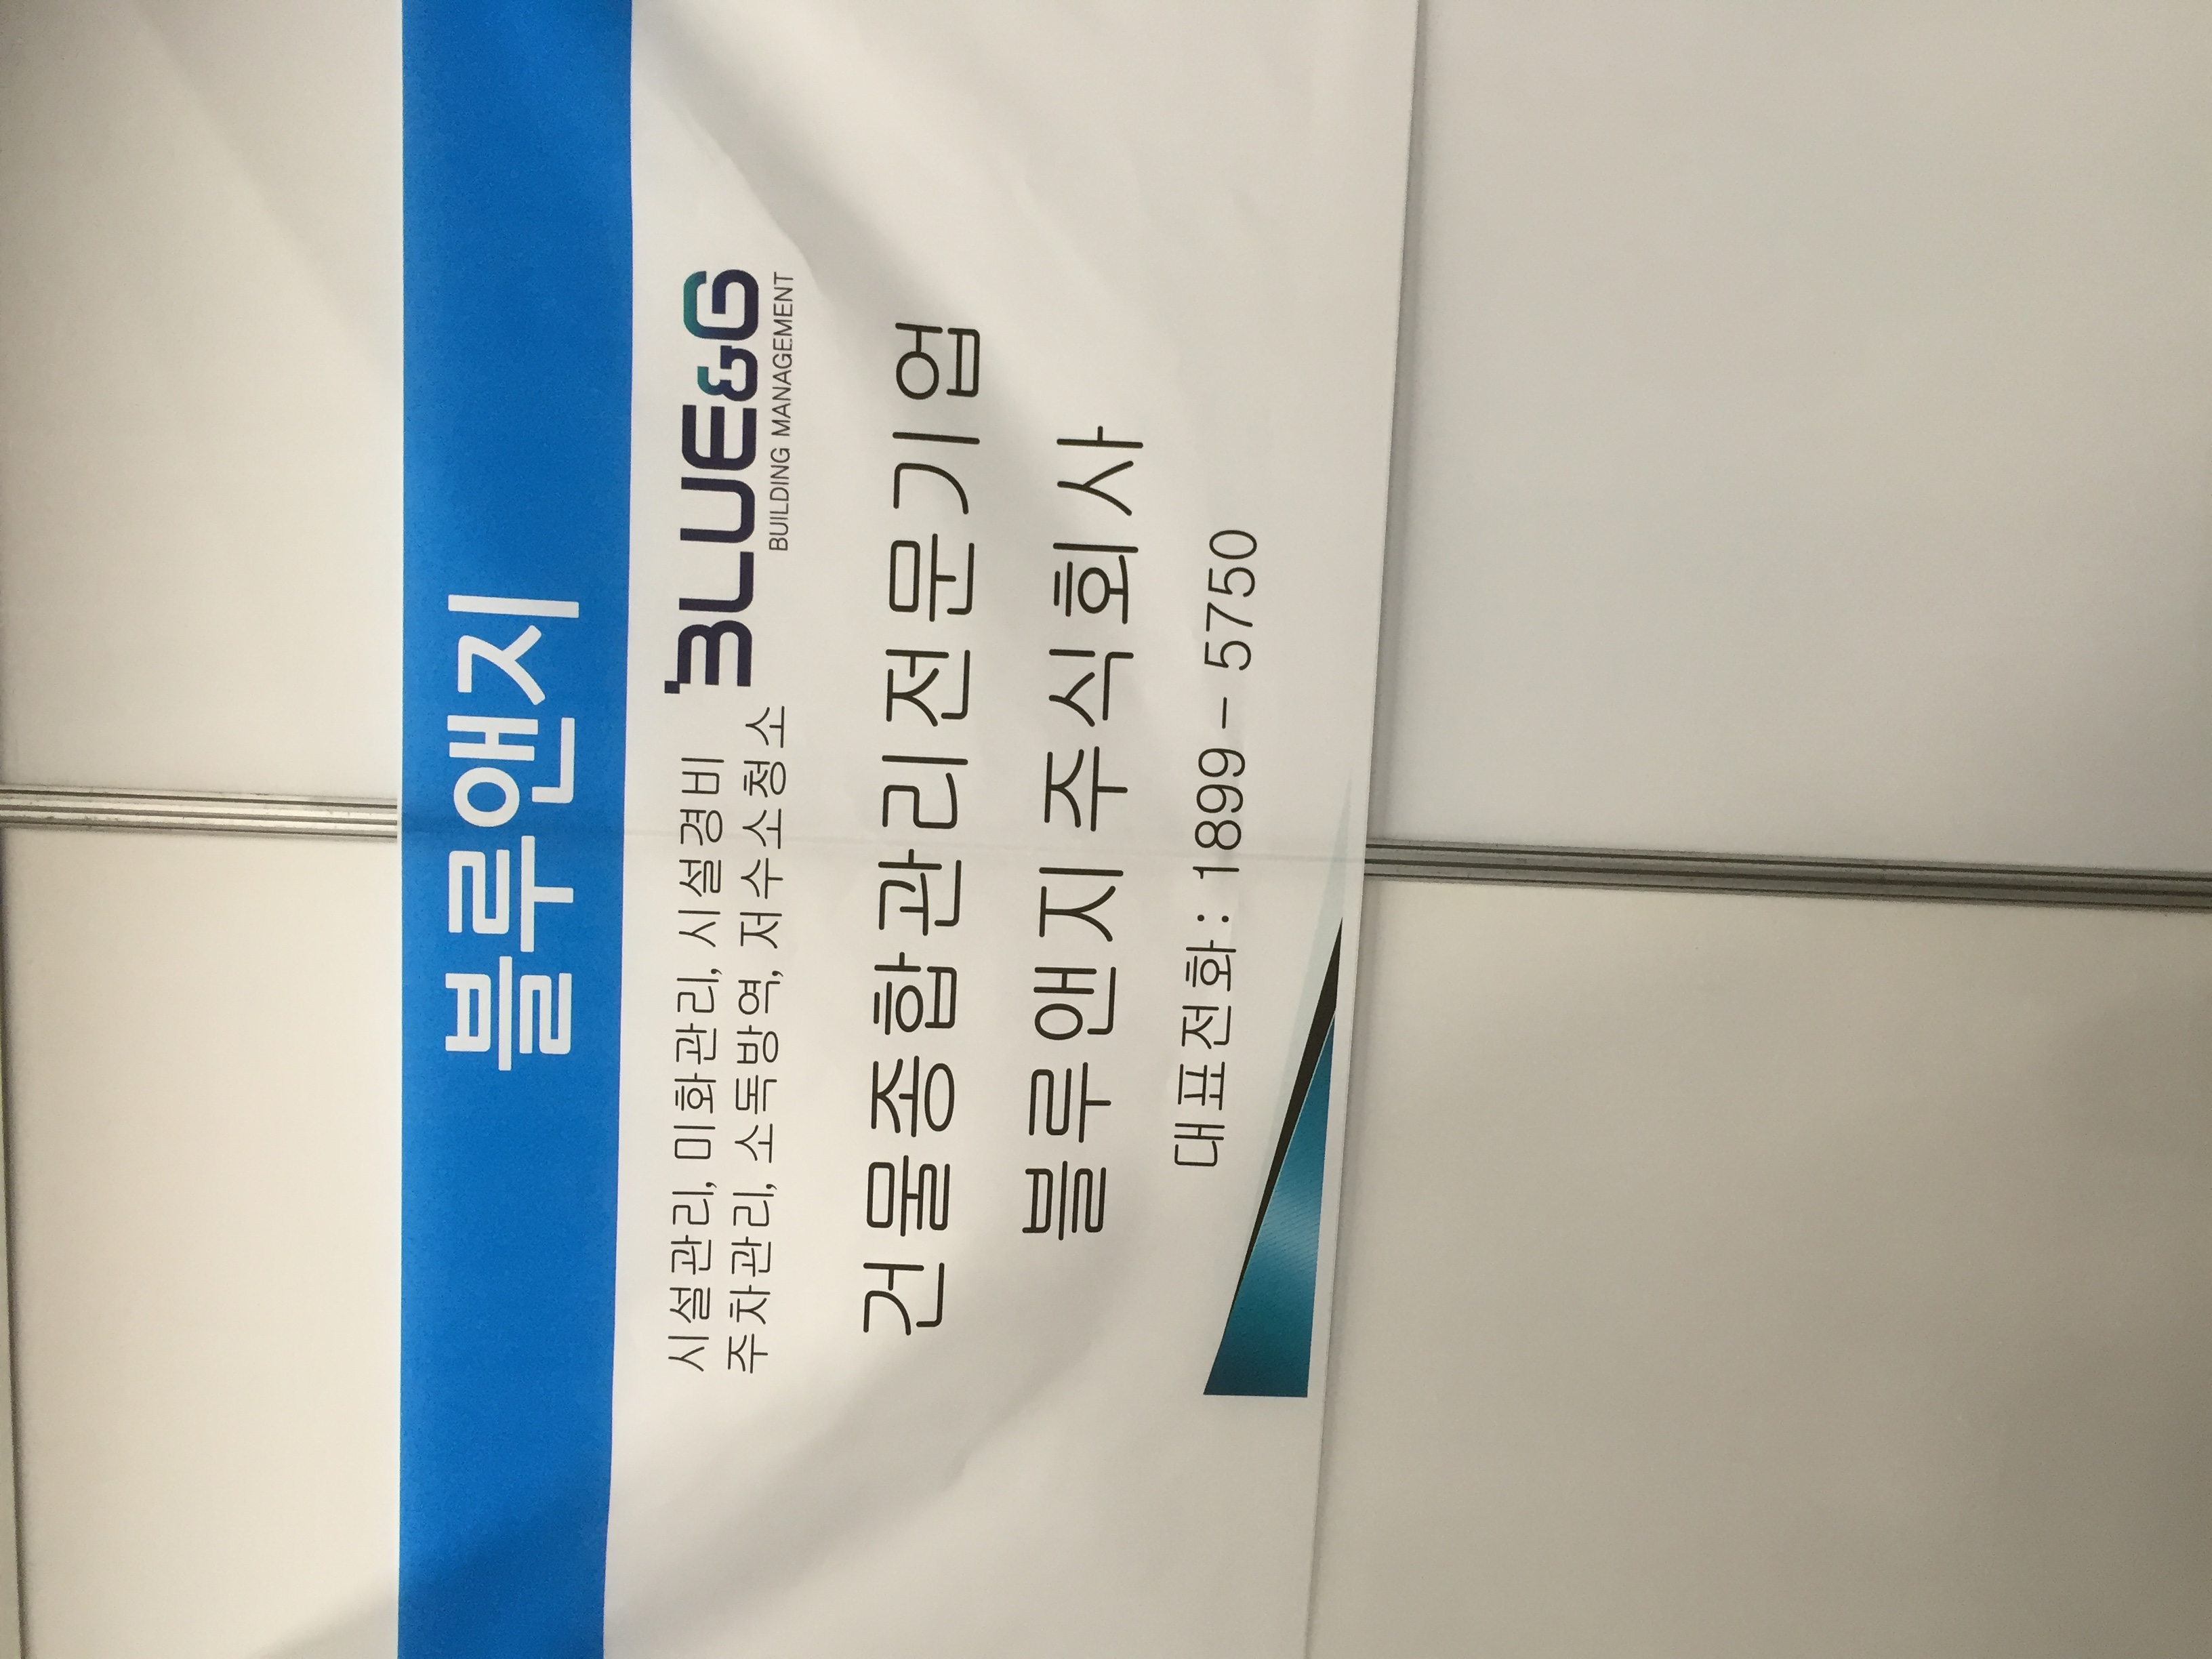 블루앤지
시설관리, 미화관리, 시설경비
주차관리, 소독방역, 저수소청소
BLUE&G
BUILDING MANAGEMENT
건물종합관리전문기업
블루앤지 주식회사
대표전화 : 1899 - 5750